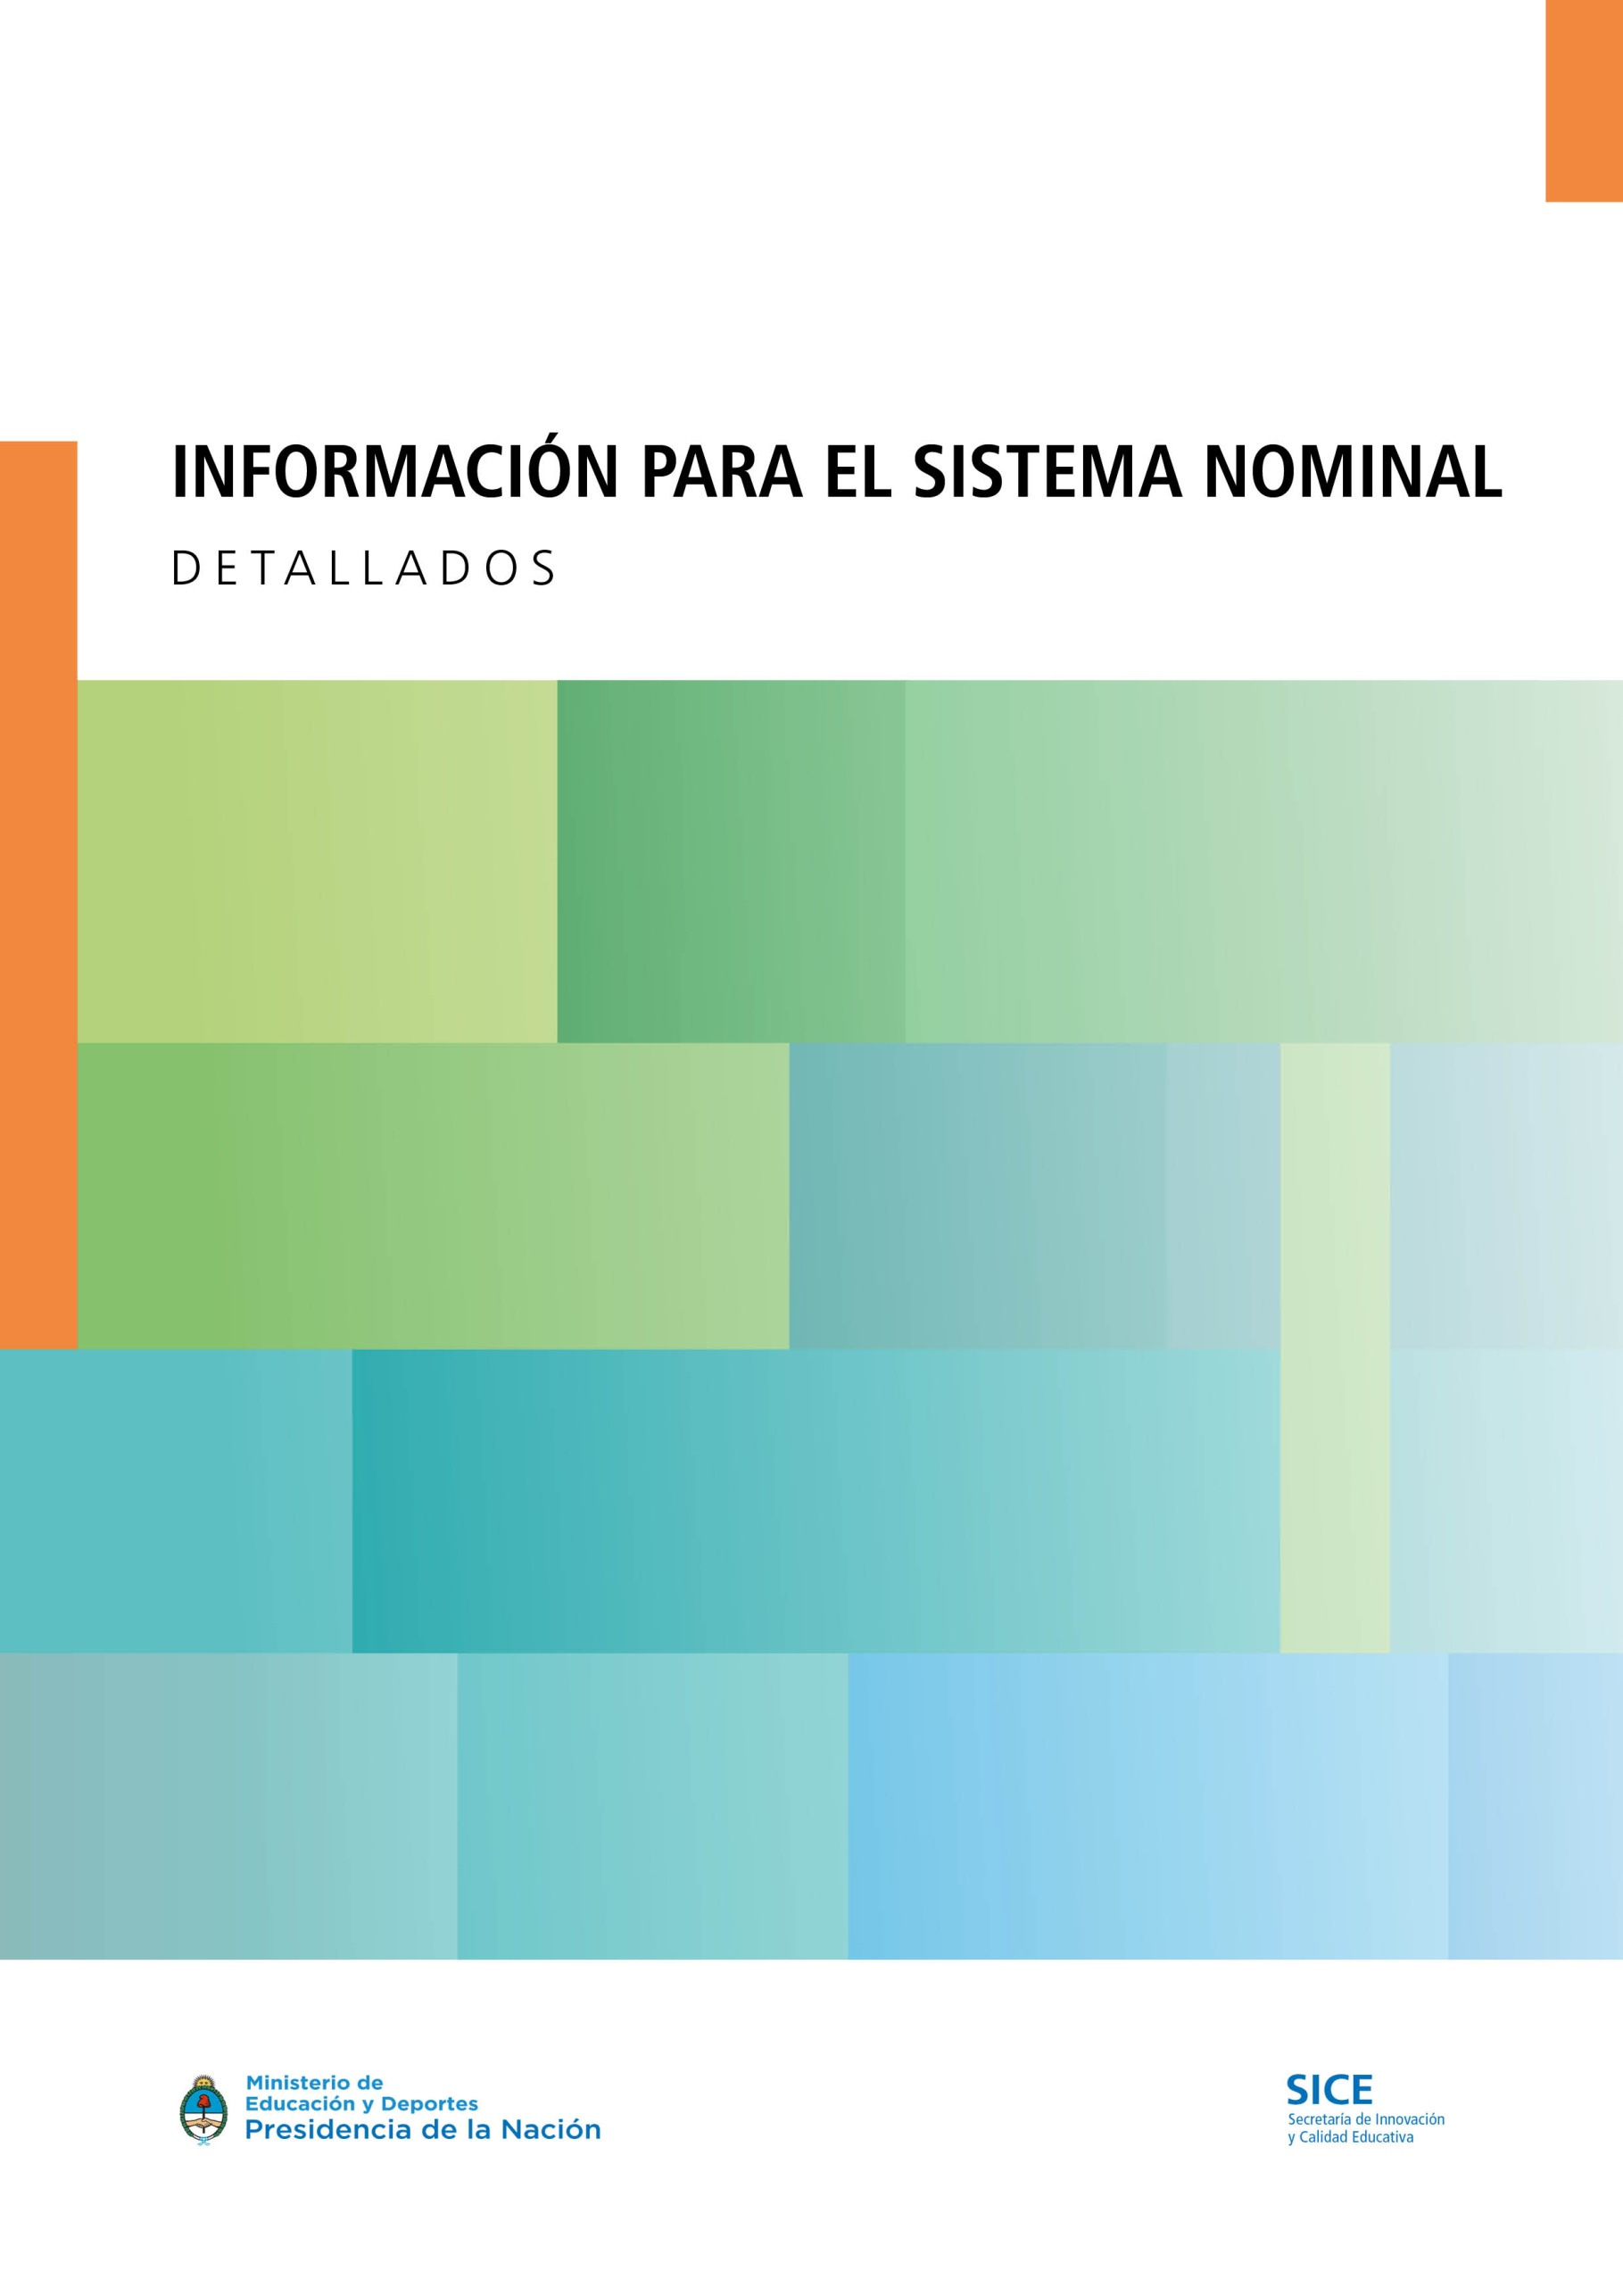 INFORMACIÓN PARA EL SISTEMA NOMINAL
DETALLADOS
Ministerio de
Educación y Deportes
Presidencia de la Nación
SICE
Secretaría de Innovación
y Calidad Educativa